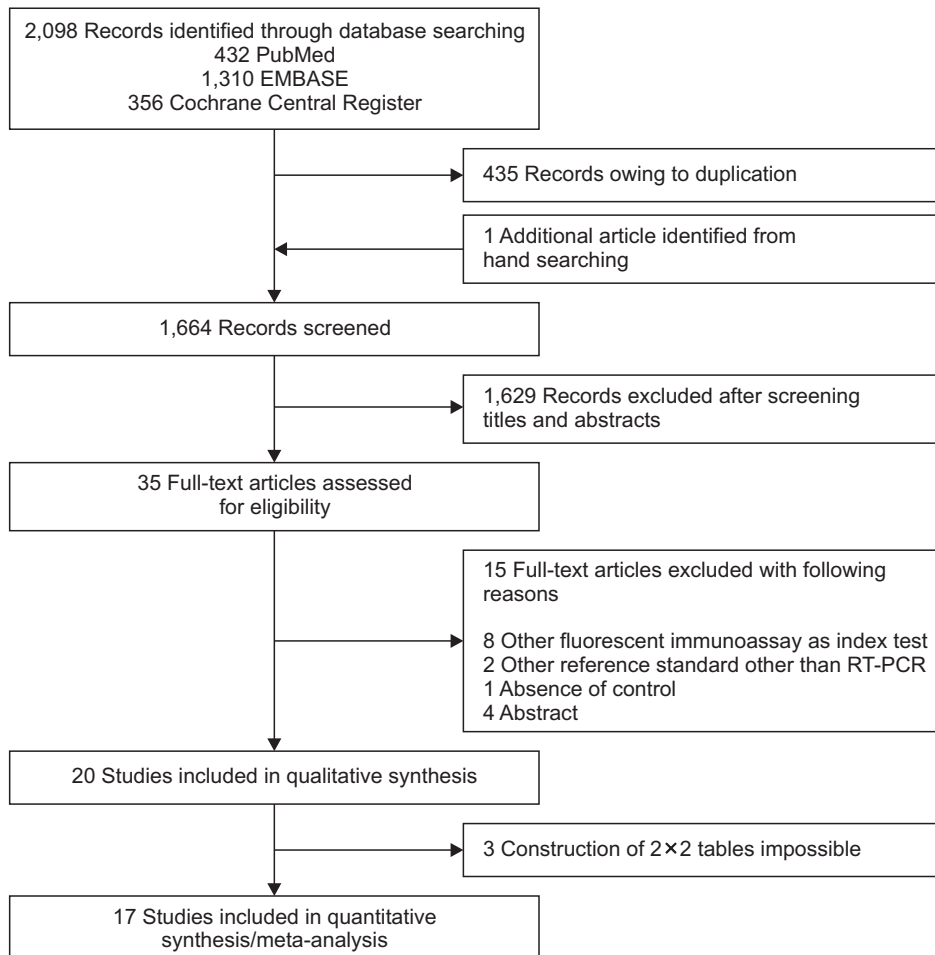 2,098 Records identified through database searching
432 PubMed
1,310 EMBASE
356 Cochrane Central Register
435 Records owing to duplication
1 Additional article identified from
hand searching
1,664 Records screened
1,629 Records excluded after screening
titles and abstracts
35 Full-text articles assessed
for eligibility
15 Full-text articles excluded with following
reasons
8 Other fluorescent immunoassay as index test
2 Other reference standard other than RT-PCR
1 Absence of control
4 Abstract
20 Studies included in qualitative synthesis
3 Construction of 2×2 tables impossible
17 Studies included in quantitative
synthesis/meta-analysis